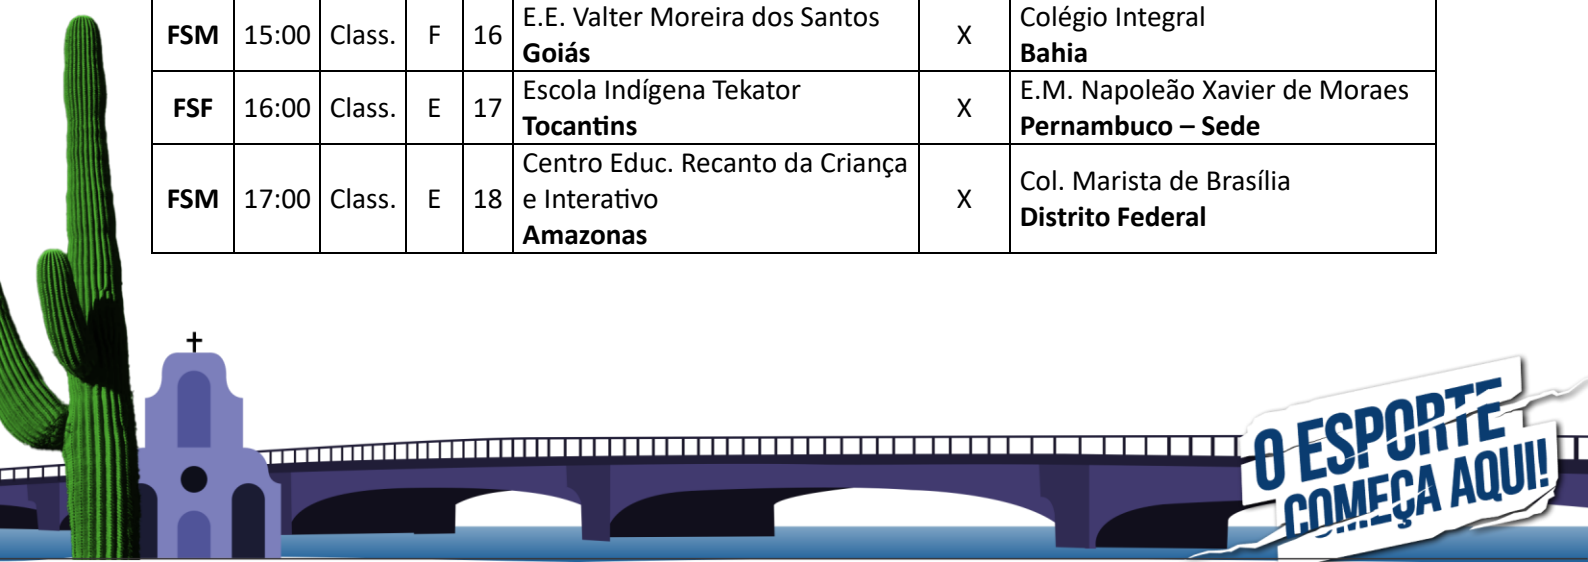 FSM 15:00 Class. F 16 E.E. Valter Moreira dos Santos X Colégio Integral
Goiás Bahia
FSF 16:00 Class. E 17 Escola Indígena Tekator X E.M. Napoleão Xavier de Moraes
Tocantins Pernambuco – Sede
FSM 17:00 Class. E 18 Centro Educ. Recanto da Criança
e Interativo
Amazonas X Col. Marista de Brasília
Distrito Federal
O ESPORTE
COMEÇA AQUI!